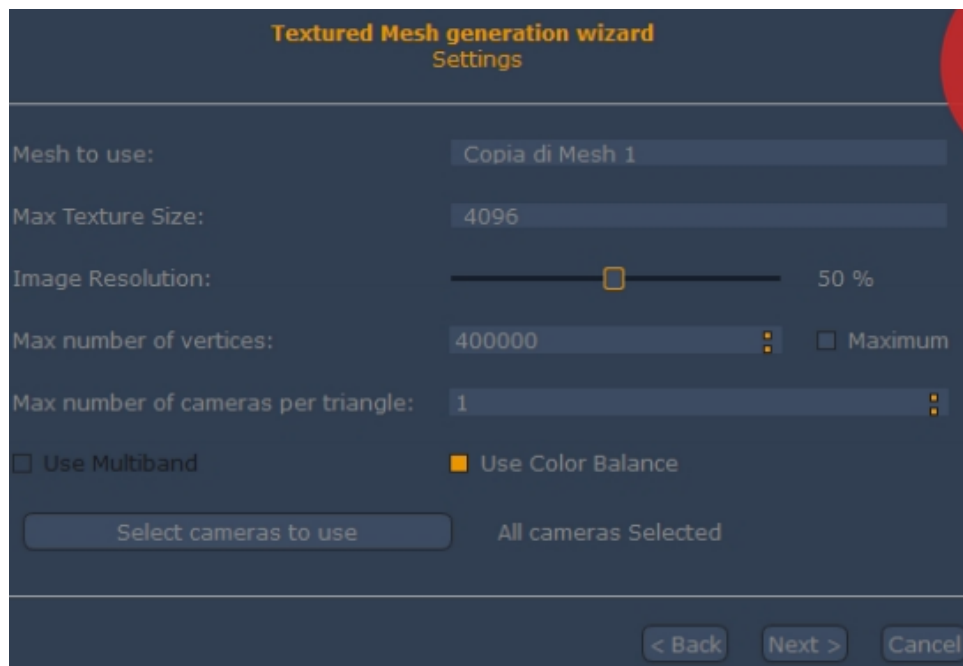 Textured Mesh generation wizard
Settings
Mesh to use: Copia di Mesh 1
Max Texture Size: 4096
Image Resolution: 50 %
Max number of vertices: 400000 Maximum
Max number of cameras per triangle: 1
Use Multiband Use Color Balance
Select cameras to use All cameras Selected
< Back Next > Cancel